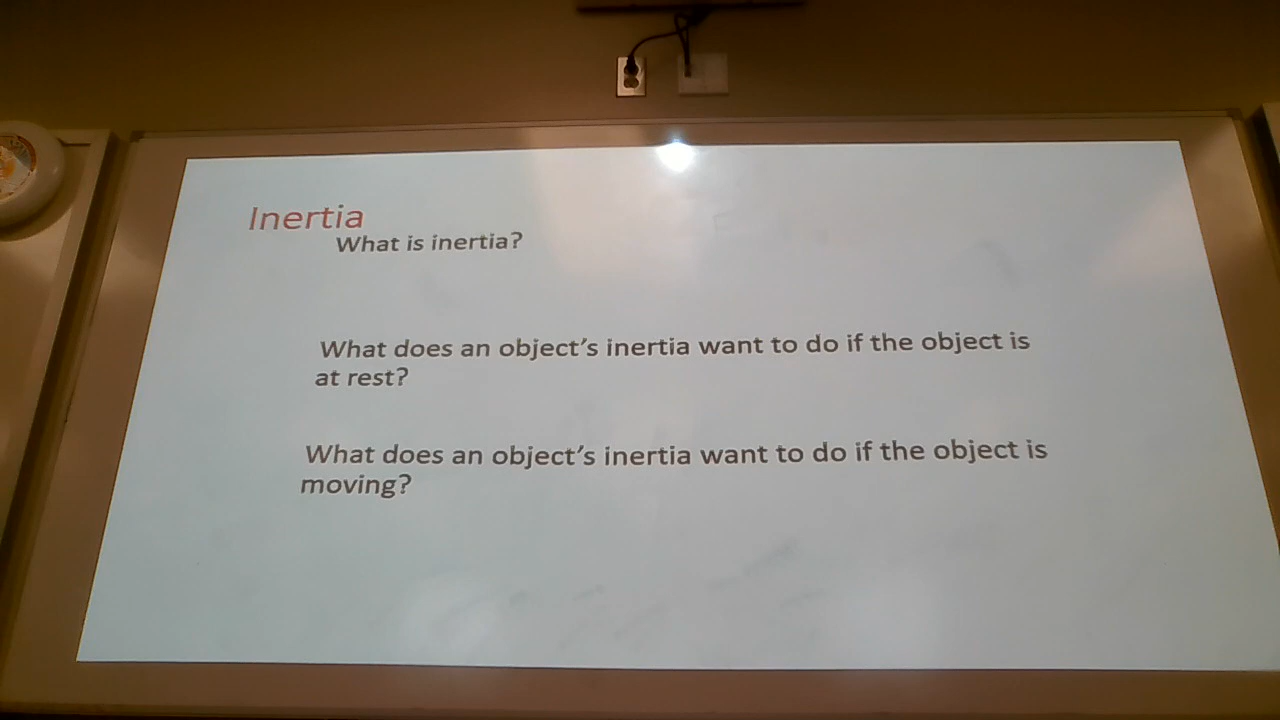 Inertia
What is inertia?
What does an object’s inertia want to do if the object is
at rest?
What does an object’s inertia want to do if the object is
moving?